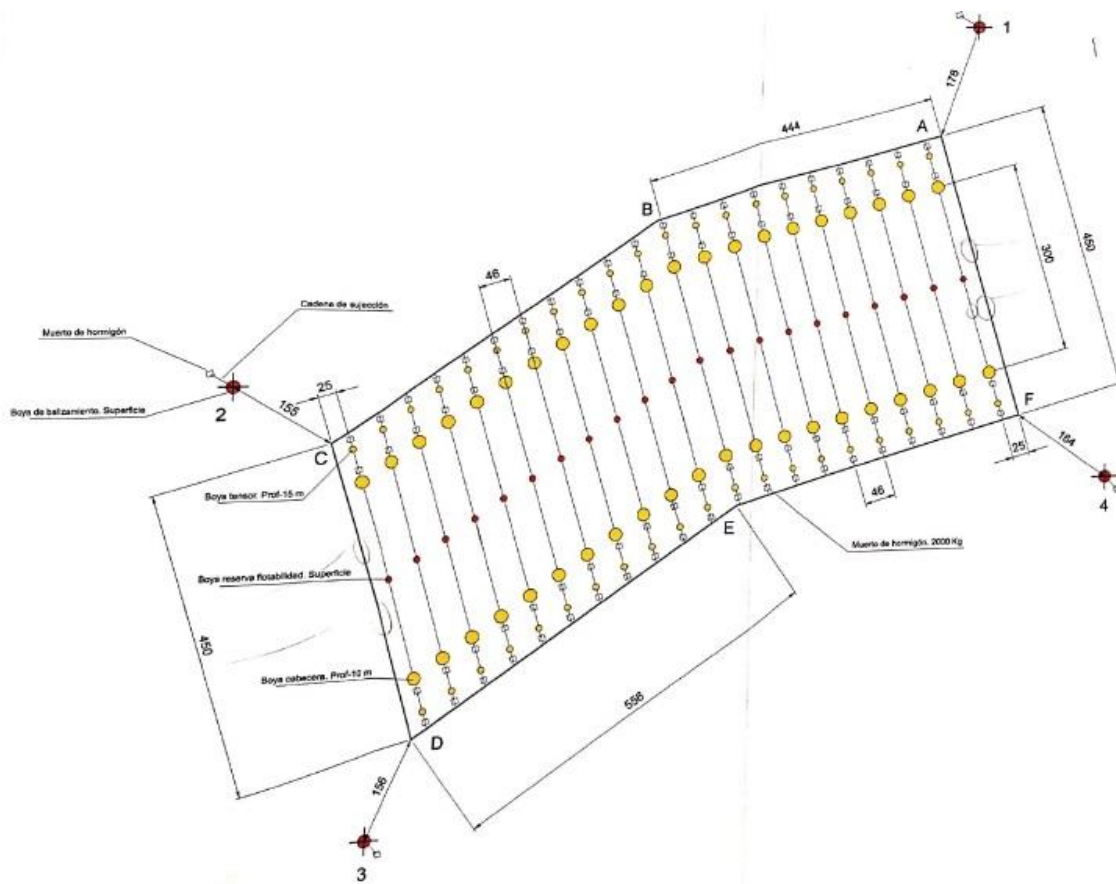 1
178
444
A
B
450
300
46
Cadena de sujección
Muerto de hormigón
25
155
Boya de balizamiento. Superficie
2
C
F
164
25
Boya tensor. Prof-15 m
46
4
E
Muerto de hormigón. 2000 Kg
Boya reserva flotabilidad. Superficie
450
Boya cabecera. Prof-10 m
558
D
156
3